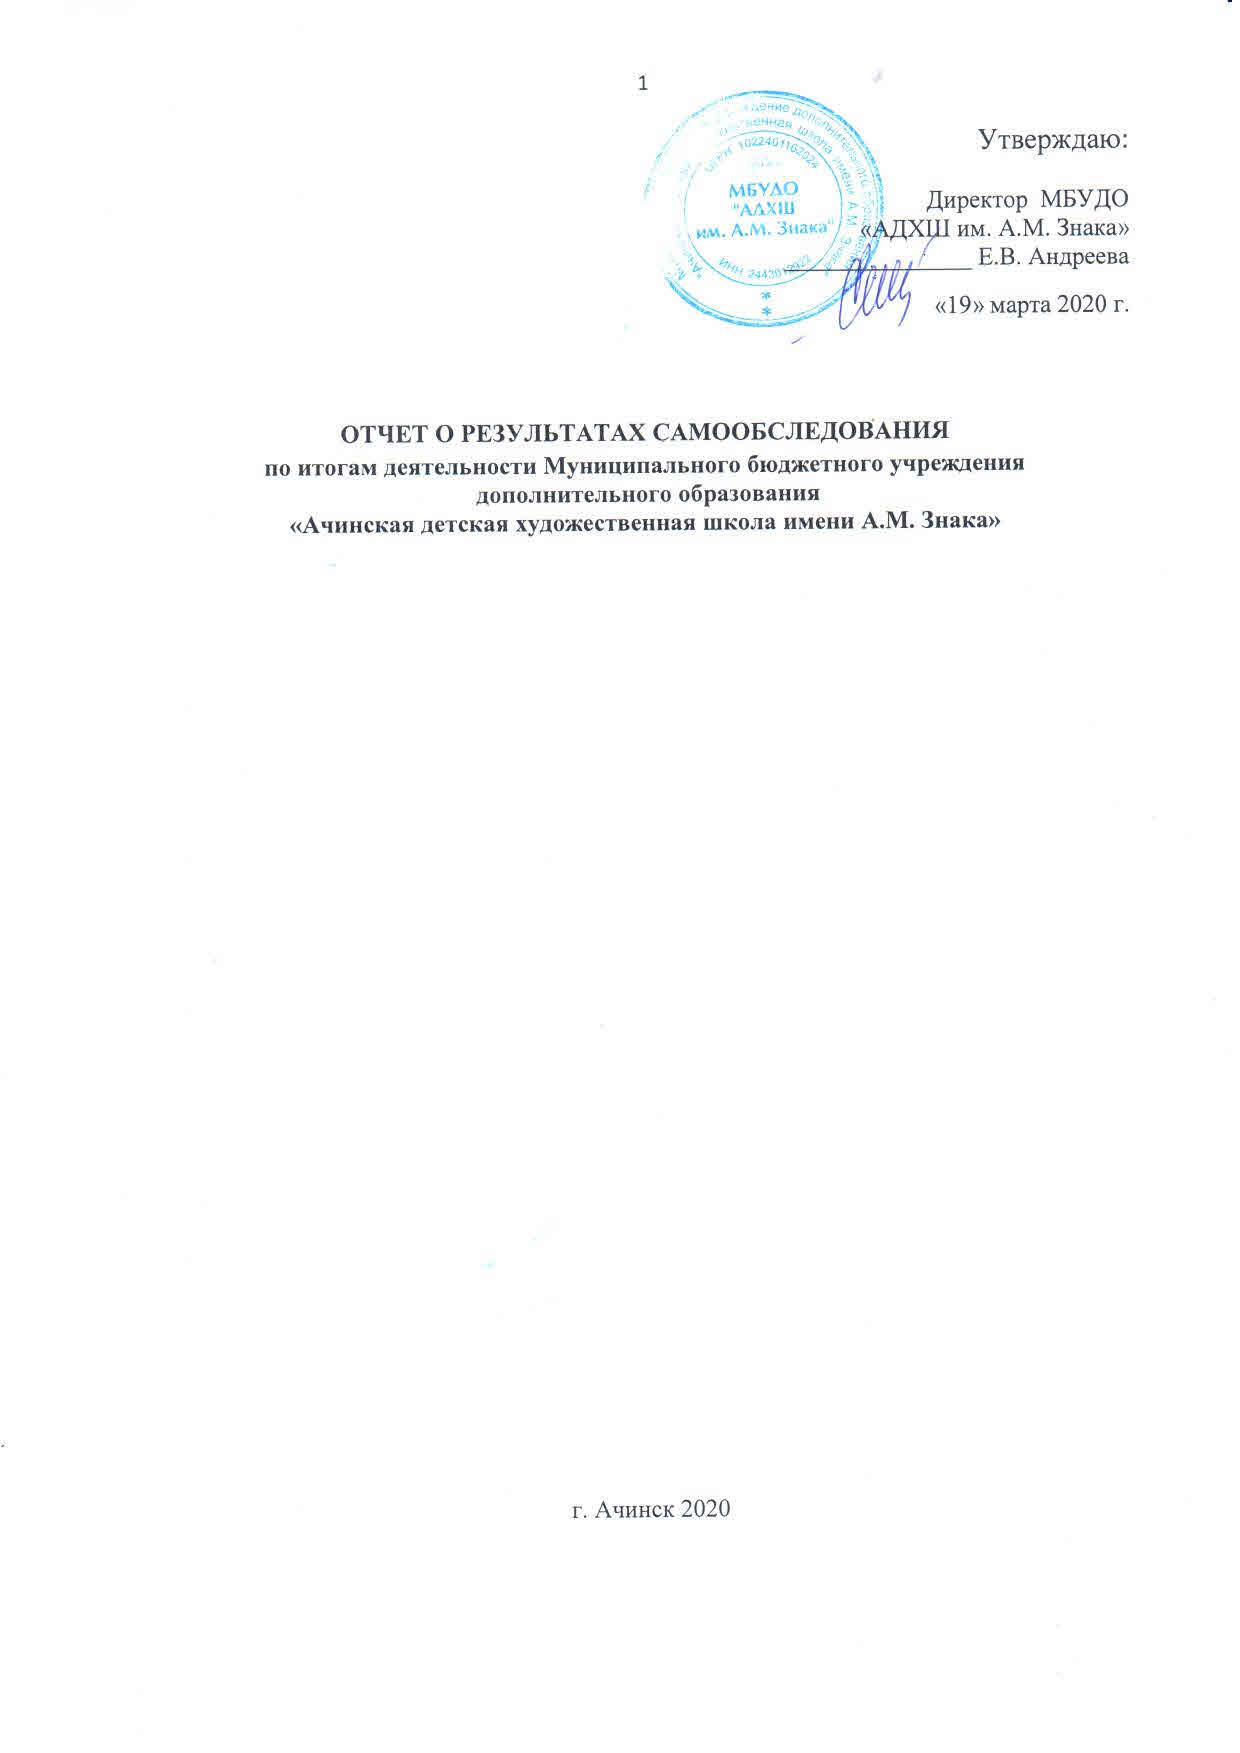 1
Утверждаю:
Директор МБУДО
«АДХШ им. А.М. Знака»
Е.В. Андреева
«19» марта 2020 г.
МБУДО
"АДХШ
им. А.М. Знака"
ОТЧЕТ О РЕЗУЛЬТАТАХ САМООБСЛЕДОВАНИЯ
по итогам деятельности Муниципального бюджетного учреждения
дополнительного образования
«Ачинская детская художественная школа имени А.М. Знака»
г. Ачинск 2020